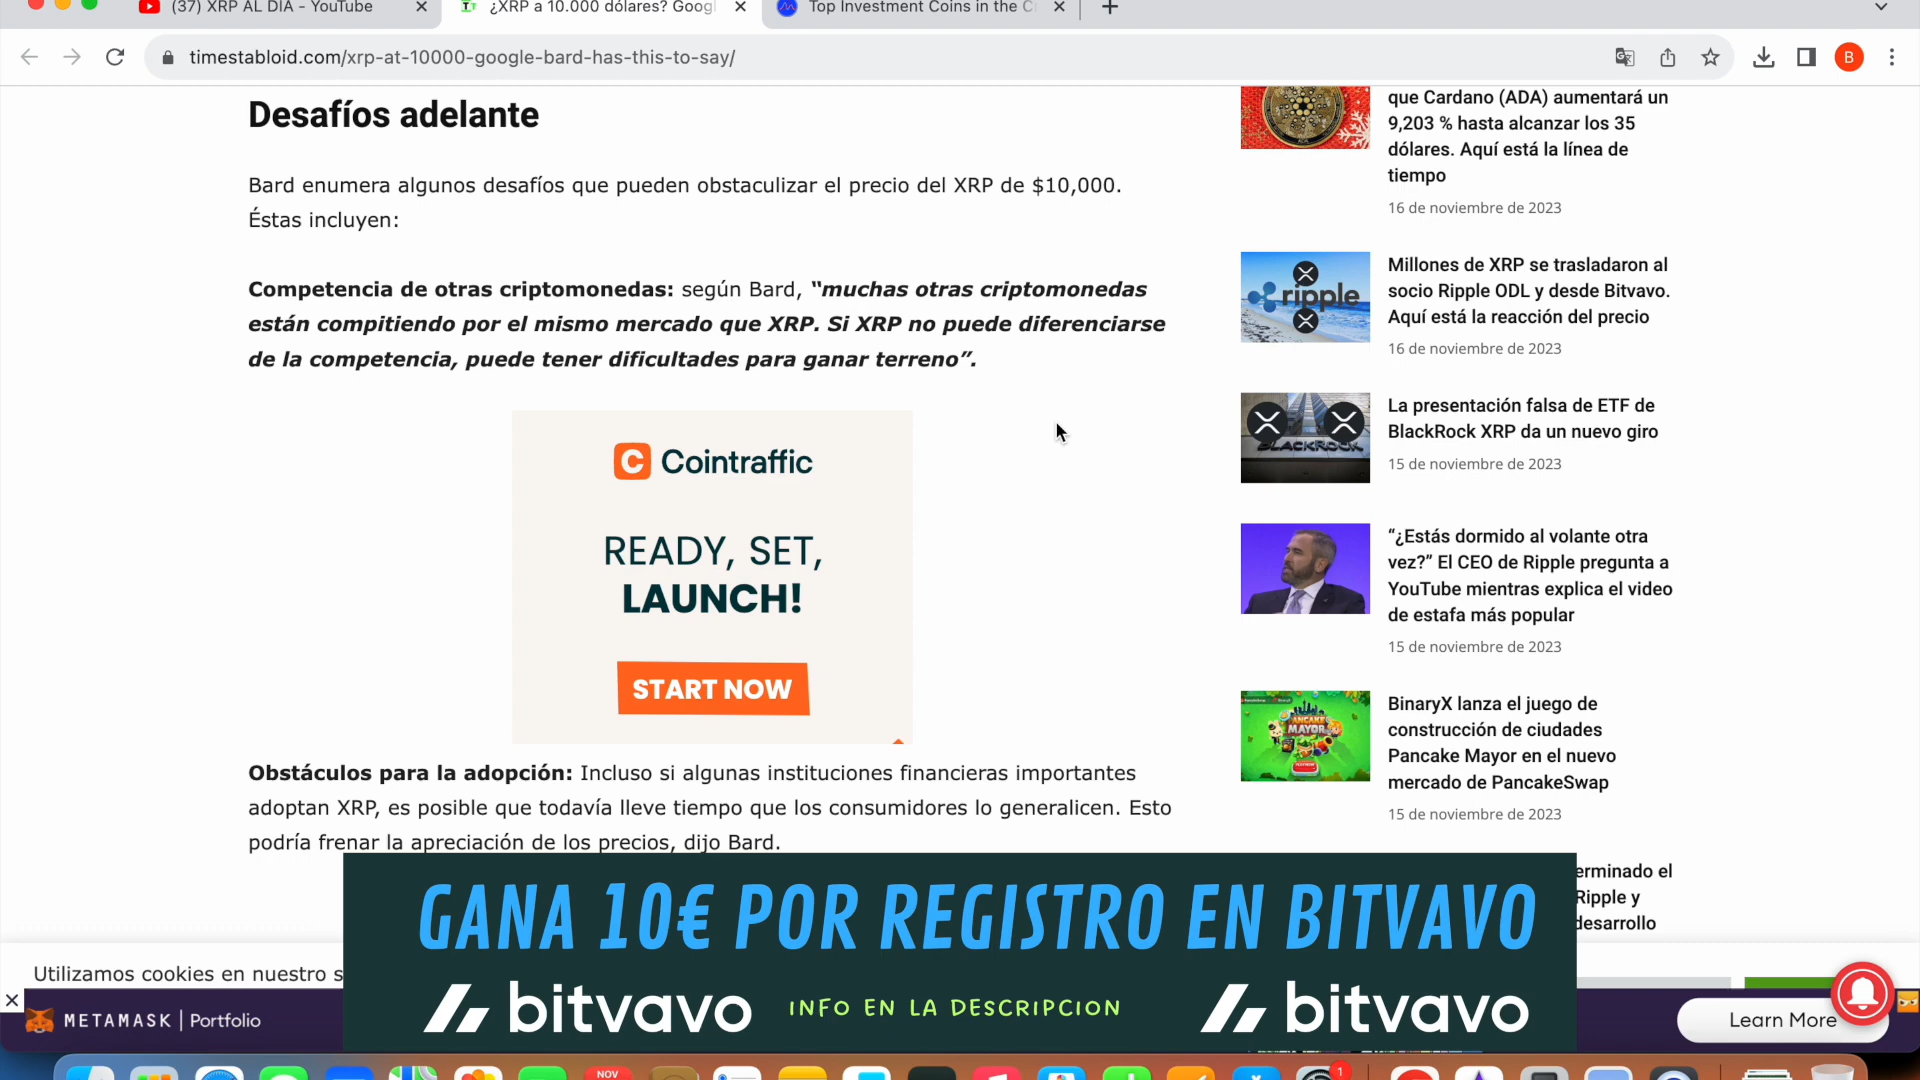 (37) XRP AL DIA - YouTube
¿XRP a 10.000 dólares? Googl
Top Investment Coins in the C
timestabloid.com/xrp-at-10000-google-bard-has-this-to-say/
B
Desafíos adelante
Bard enumera algunos desafíos que pueden obstaculizar el precio del XRP de $10,000.
Éstas incluyen:
Competencia de otras criptomonedas: según Bard, “muchas otras criptomonedas
están compitiendo por el mismo mercado que XRP. Si XRP no puede diferenciarse
de la competencia, puede tener dificultades para ganar terreno”.
C Cointraffic
READY, SET,
LAUNCH!
START NOW
Obstáculos para la adopción: Incluso si algunas instituciones financieras importantes
adoptan XRP, es posible que todavía lleve tiempo que los consumidores lo generalicen. Esto
podría frenar la apreciación de los precios, dijo Bard.
que Cardano (ADA) aumentará un
9,203 % hasta alcanzar los 35
dólares. Aquí está la línea de
tiempo
16 de noviembre de 2023
ripple
Millones de XRP se trasladaron al
socio Ripple ODL y desde Bitvavo.
Aquí está la reacción del precio
16 de noviembre de 2023
BLACKROCK
La presentación falsa de ETF de
BlackRock XRP da un nuevo giro
15 de noviembre de 2023
“¿Estás dormido al volante otra
vez?” El CEO de Ripple pregunta a
YouTube mientras explica el video
de estafa más popular
15 de noviembre de 2023
PANCAKE
MAYOR
BinaryX lanza el juego de
construcción de ciudades
Pancake Mayor en el nuevo
mercado de PancakeSwap
15 de noviembre de 2023
erminado el
Ripple y
desarrollo
GANA 10€ POR REGISTRO EN BITVAVO
bitvavo INFO EN LA DESCRIPCION bitvavo
Utilizamos cookies en nuestro s
METAMASK | Portfolio
Learn More
NOV
1